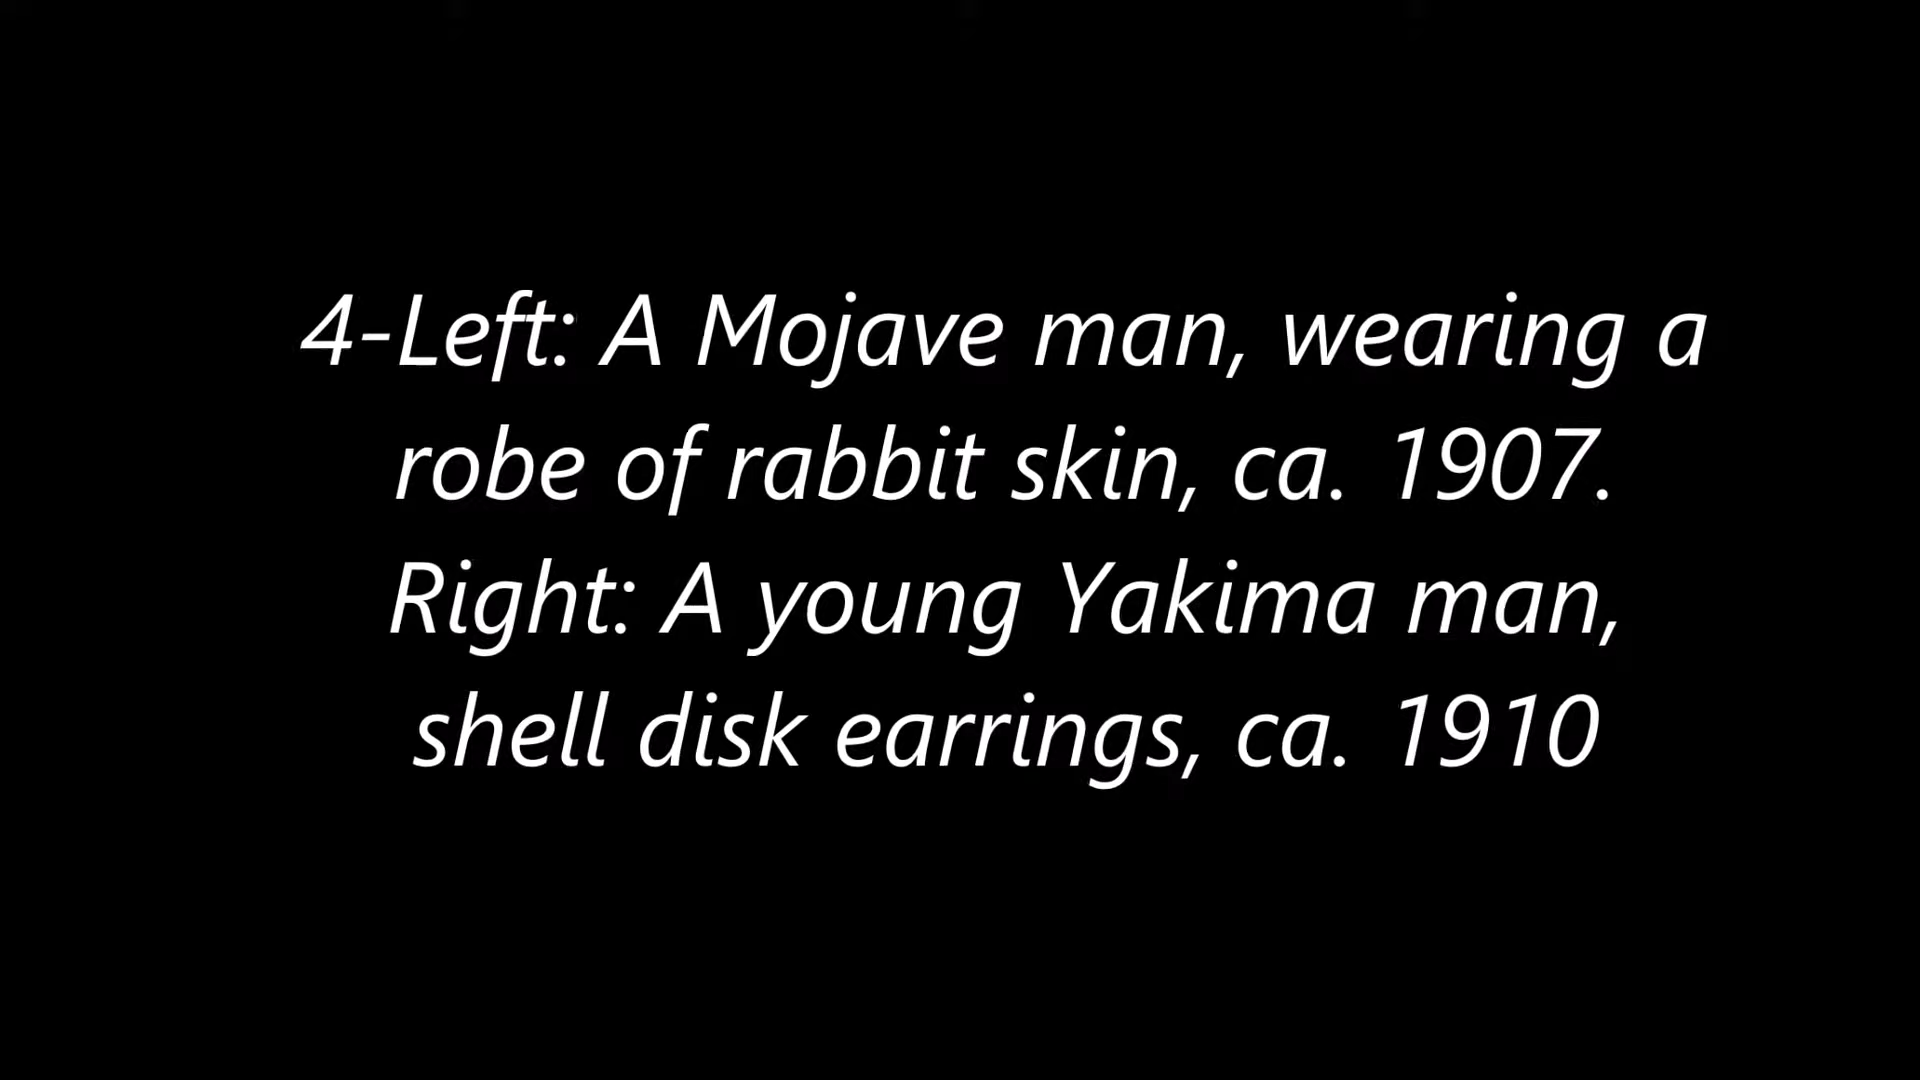 4-Left: A Mojave man, wearing a
robe of rabbit skin, ca. 1907.
Right: A young Yakima man,
shell disk earrings, ca. 1910